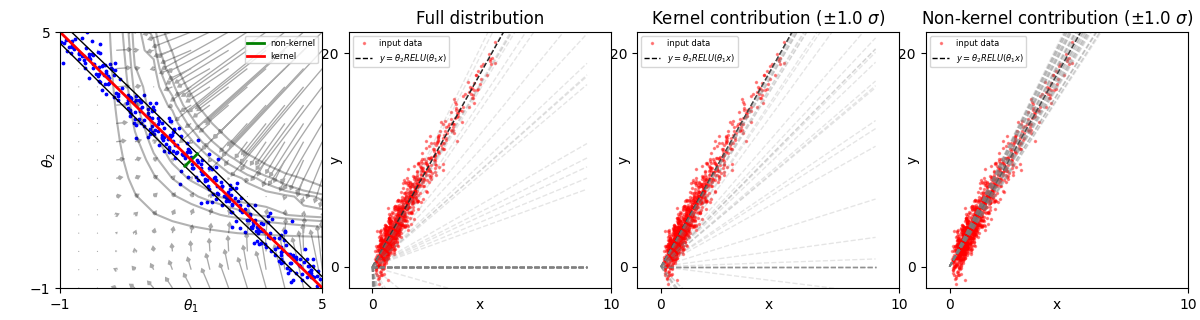 Full distribution
Kernel contribution (±1.0 σ)
Non-kernel contribution (±1.0 σ)
5
θ₂
−1
−1
θ₁
5
non-kernel
kernel
20
y
0
0
x
10
input data
y = θ₂RELU(θ₁x)
20
y
0
0
x
10
input data
y = θ₂RELU(θ₁x)
20
y
0
0
x
10
input data
y = θ₂RELU(θ₁x)